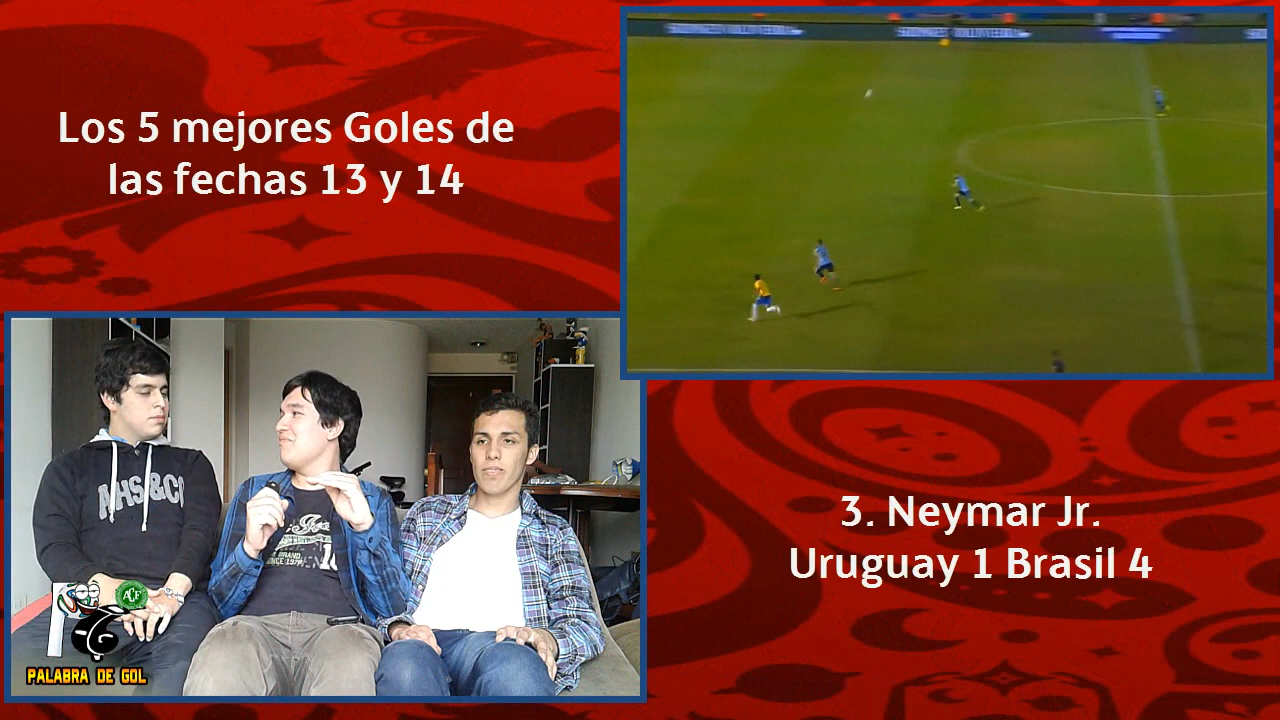 Los 5 mejores Goles de
las fechas 13 y 14
3. Neymar Jr.
Uruguay 1 Brasil 4
PALABRA DE GOL